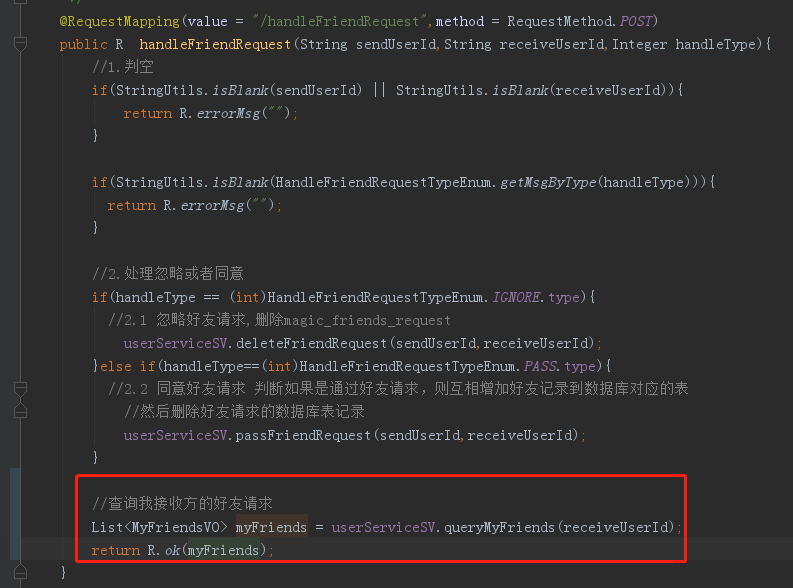 @RequestMapping(value = "/handleFriendRequest",method = RequestMethod.POST)
public R  handleFriendRequest(String sendUserId,String receiveUserId,Integer handleType){
//1.判空
if(StringUtils.isBlank(sendUserId) || StringUtils.isBlank(receiveUserId)){
return R.errorMsg("");
}
if(StringUtils.isBlank(HandleFriendRequestTypeEnum.getMsgByType(handleType))){
return R.errorMsg("");
}
//2.处理忽略或者同意
if(handleType == (int)HandleFriendRequestTypeEnum.IGNORE.type){
//2.1 忽略好友请求,删除magic_friends_request
userServiceSV.deleteFriendRequest(sendUserId,receiveUserId);
}else if(handleType==(int)HandleFriendRequestTypeEnum.PASS.type){
//2.2 同意好友请求 判断如果是通过好友请求，则互相增加好友记录到数据库对应的表
//然后删除好友请求的数据库表记录
userServiceSV.passFriendRequest(sendUserId,receiveUserId);
}
//查询我接收方的好友请求
List<MyFriendsVO> myFriends = userServiceSV.queryMyFriends(receiveUserId);
return R.ok(myFriends);
}